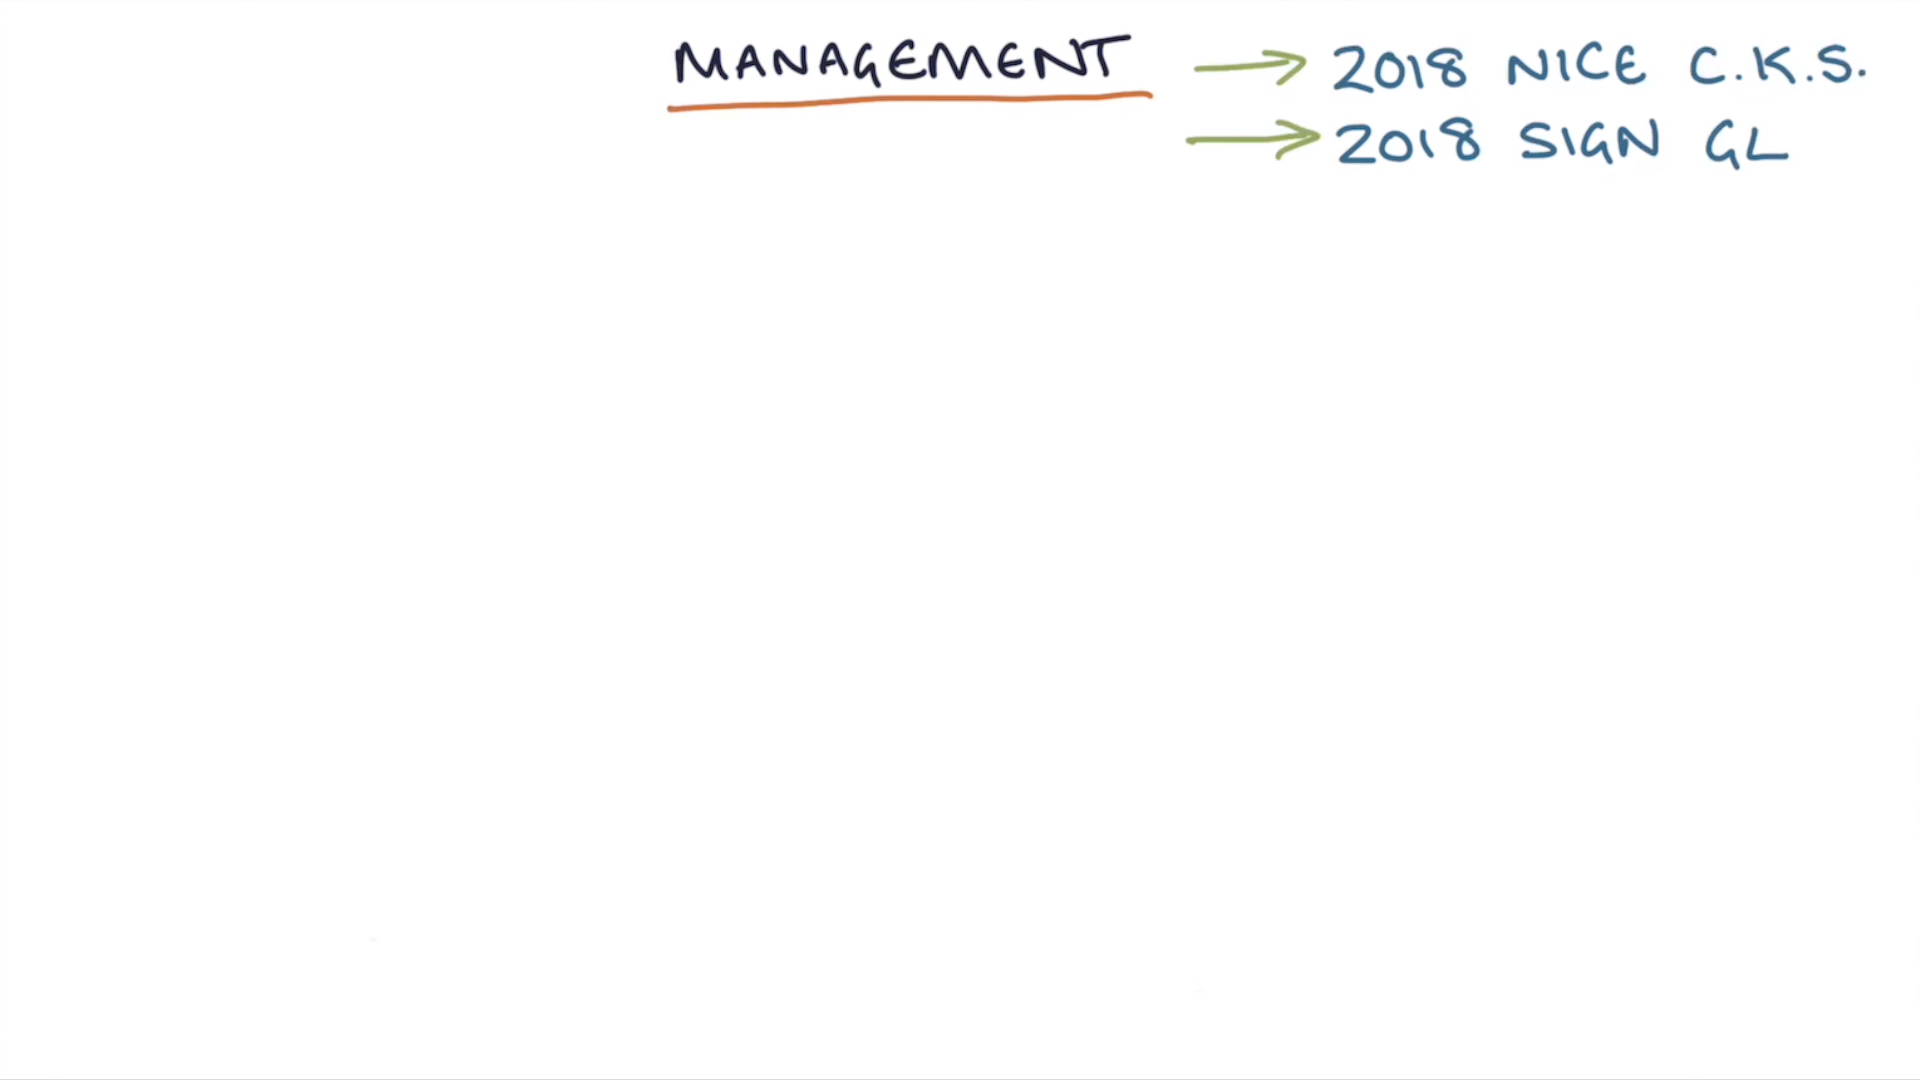 MANAGEMENT → 2018 NICE C.K.S.
→ 2018 SIGN GL